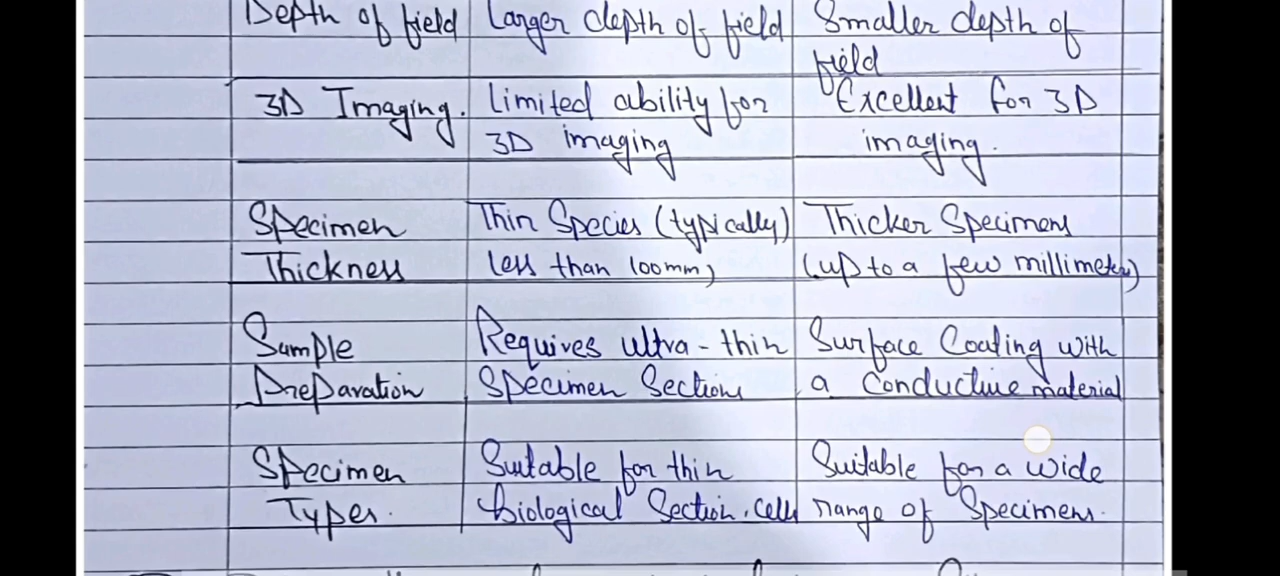 Depth of field Larger depth of field Smaller depth of
field
3D Imaging. Limited ability for Excellent for 3D
3D imaging imaging.
Specimen Thin Species (typically) Thicker Specimens
Thickness Less than 100mm) (up to a few millimeter)
Sample Requires ultra-thin Surface Coating with
Preparation Specimen Sections a conductive material
Specimen Suitable for thin Suitable for a wide
Types. biological Section, cells range of Specimens.